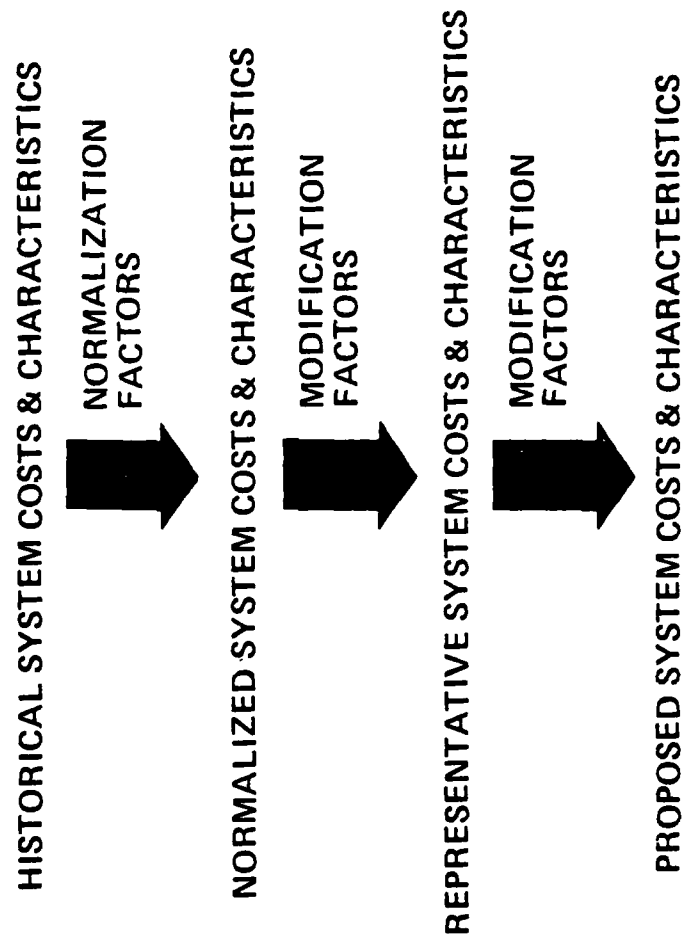 HISTORICAL SYSTEM COSTS & CHARACTERISTICS
NORMALIZATION
FACTORS
NORMALIZED SYSTEM COSTS & CHARACTERISTICS
MODIFICATION
FACTORS
REPRESENTATIVE SYSTEM COSTS & CHARACTERISTICS
MODIFICATION
FACTORS
PROPOSED SYSTEM COSTS & CHARACTERISTICS